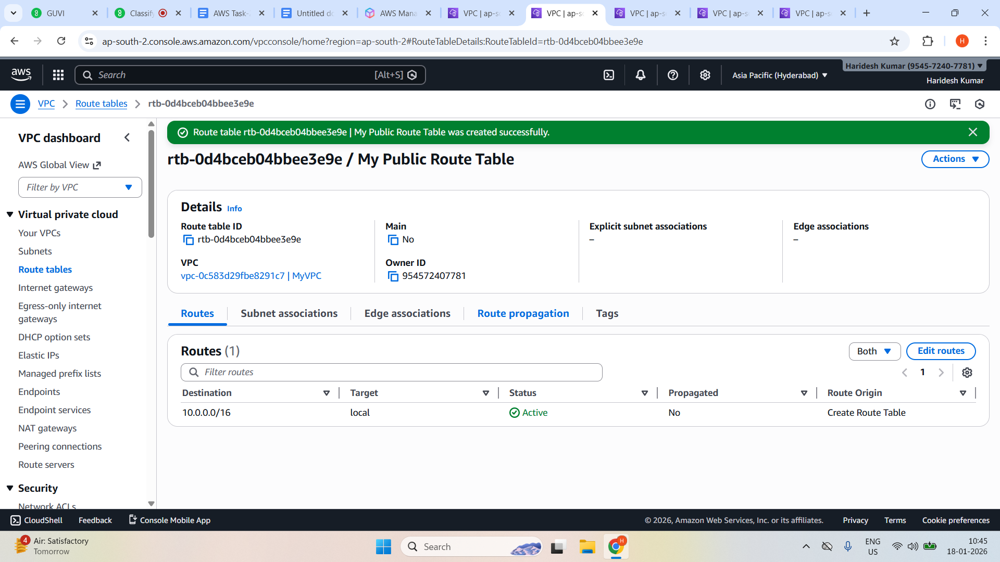 GUVI
Classify
AWS Task-
Untitled do
AWS Mana
VPC | ap-so
VPC | ap-so
VPC | ap-so
VPC | ap-so
VPC | ap-so
ap-south-2.console.aws.amazon.com/vpcconsole/home?region=ap-south-2#RouteTableDetails:RouteTableId=rtb-0d4bceb04bbee3e9e
H
aws
Search
[Alt+S]
Asia Pacific (Hyderabad)
Haridesh Kumar (9545-7240-7781)
Haridesh Kumar
VPC
Route tables
rtb-0d4bceb04bbee3e9e
VPC dashboard
AWS Global View
Filter by VPC
Virtual private cloud
Your VPCs
Subnets
Route tables
Internet gateways
Egress-only internet
gateways
DHCP option sets
Elastic IPs
Managed prefix lists
Endpoints
Endpoint services
NAT gateways
Peering connections
Route servers
Security
Network ACLs
Route table rtb-0d4bceb04bbee3e9e | My Public Route Table was created successfully.
rtb-0d4bceb04bbee3e9e / My Public Route Table
Actions
Details Info
Route table ID
rtb-0d4bceb04bbee3e9e
Main
No
Explicit subnet associations
–
Edge associations
–
VPC
vpc-0c583d29fbe8291c7 | MyVPC
Owner ID
954572407781
Routes
Subnet associations
Edge associations
Route propagation
Tags
Routes (1)
Both
Edit routes
Filter routes
1
Destination
Target
Status
Propagated
Route Origin
10.0.0.0/16
local
Active
No
Create Route Table
CloudShell
Feedback
Console Mobile App
© 2026, Amazon Web Services, Inc. or its affiliates.
Privacy
Terms
Cookie preferences
4
Air: Satisfactory
Tomorrow
Search
H
ENG
US
10:45
18-01-2026